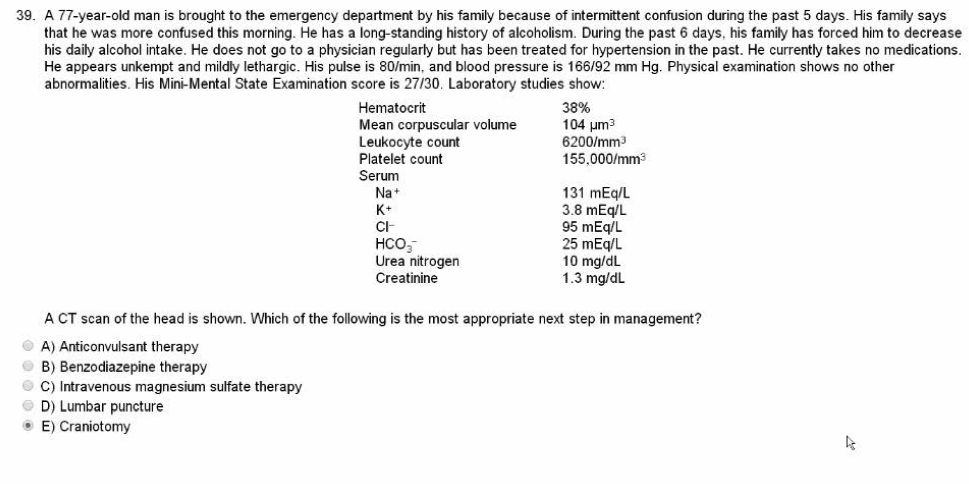 39. A 77-year-old man is brought to the emergency department by his family because of intermittent confusion during the past 5 days. His family says
that he was more confused this morning. He has a long-standing history of alcoholism. During the past 6 days, his family has forced him to decrease
his daily alcohol intake. He does not go to a physician regularly but has been treated for hypertension in the past. He currently takes no medications.
He appears unkempt and mildly lethargic. His pulse is 80/min, and blood pressure is 166/92 mm Hg. Physical examination shows no other
abnormalities. His Mini-Mental State Examination score is 27/30. Laboratory studies show:
Hematocrit 38%
Mean corpuscular volume 104 μm³
Leukocyte count 6200/mm³
Platelet count 155,000/mm³
Serum
Na⁺ 131 mEq/L
K⁺ 3.8 mEq/L
Cl⁻ 95 mEq/L
HCO₃⁻ 25 mEq/L
Urea nitrogen 10 mg/dL
Creatinine 1.3 mg/dL
A CT scan of the head is shown. Which of the following is the most appropriate next step in management?
A) Anticonvulsant therapy
B) Benzodiazepine therapy
C) Intravenous magnesium sulfate therapy
D) Lumbar puncture
E) Craniotomy